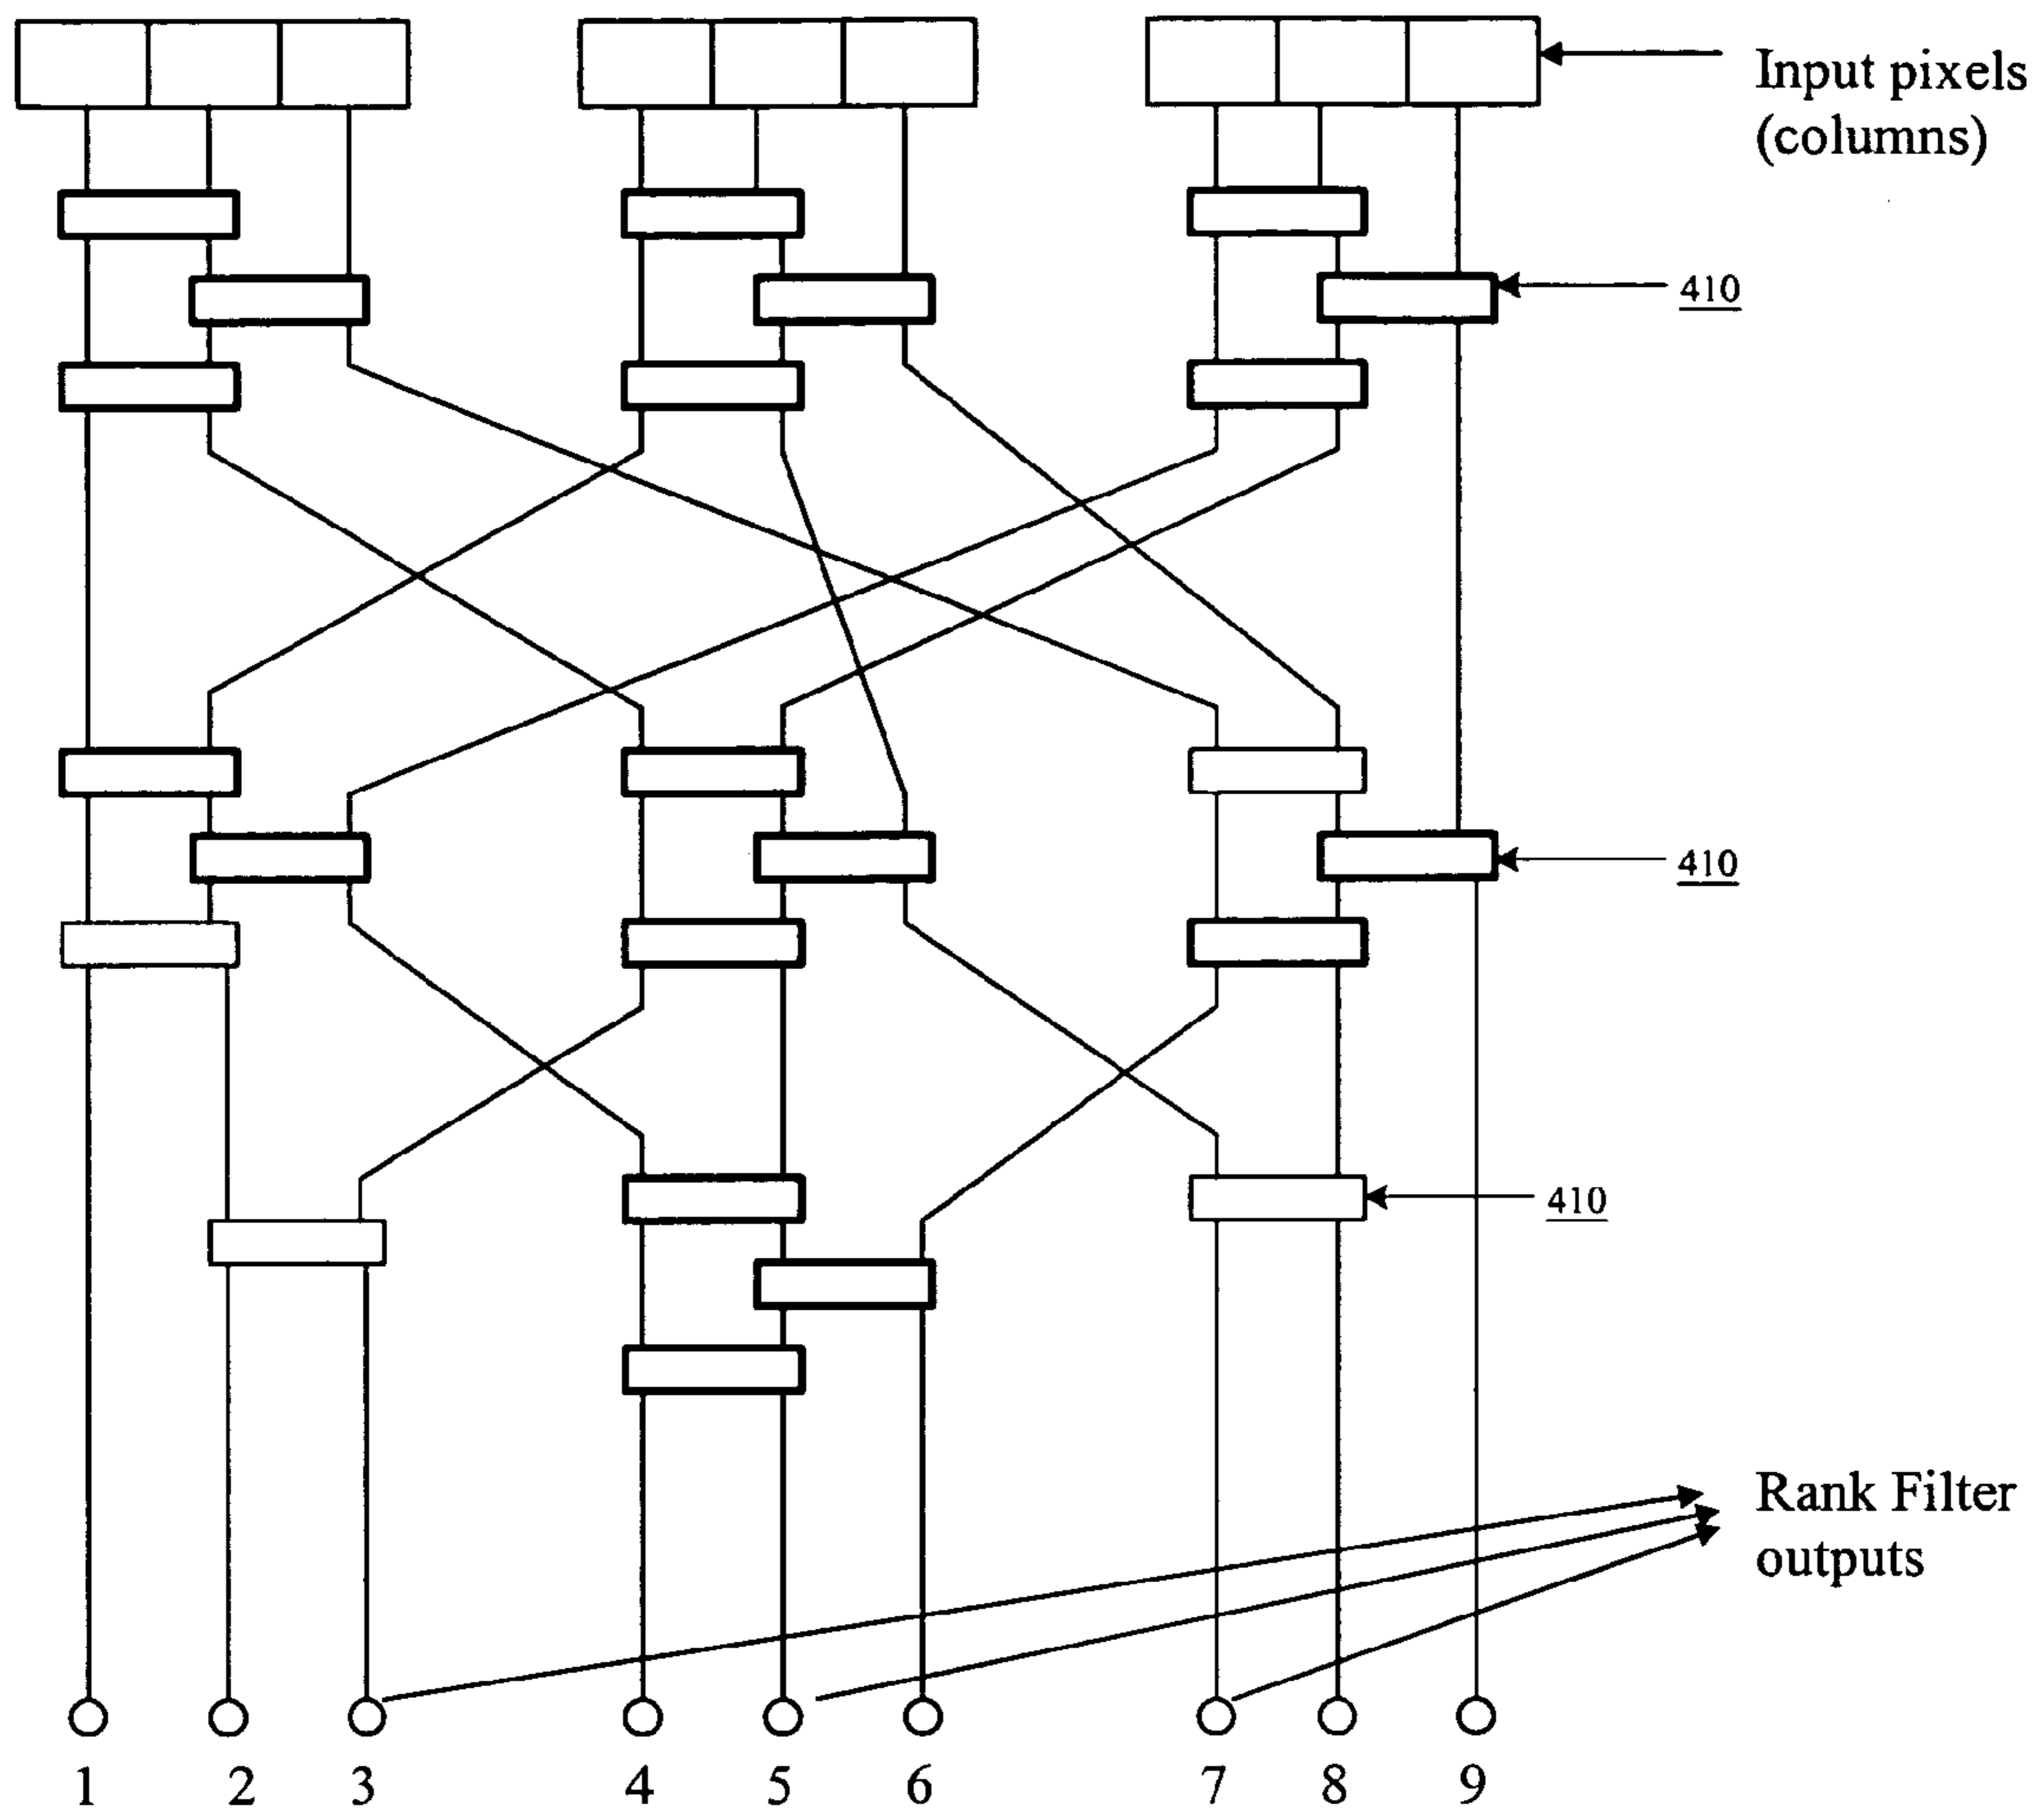 Input pixels
(columns)
410
410
410
Rank Filter
outputs
1 2 3 4 5 6 7 8 9